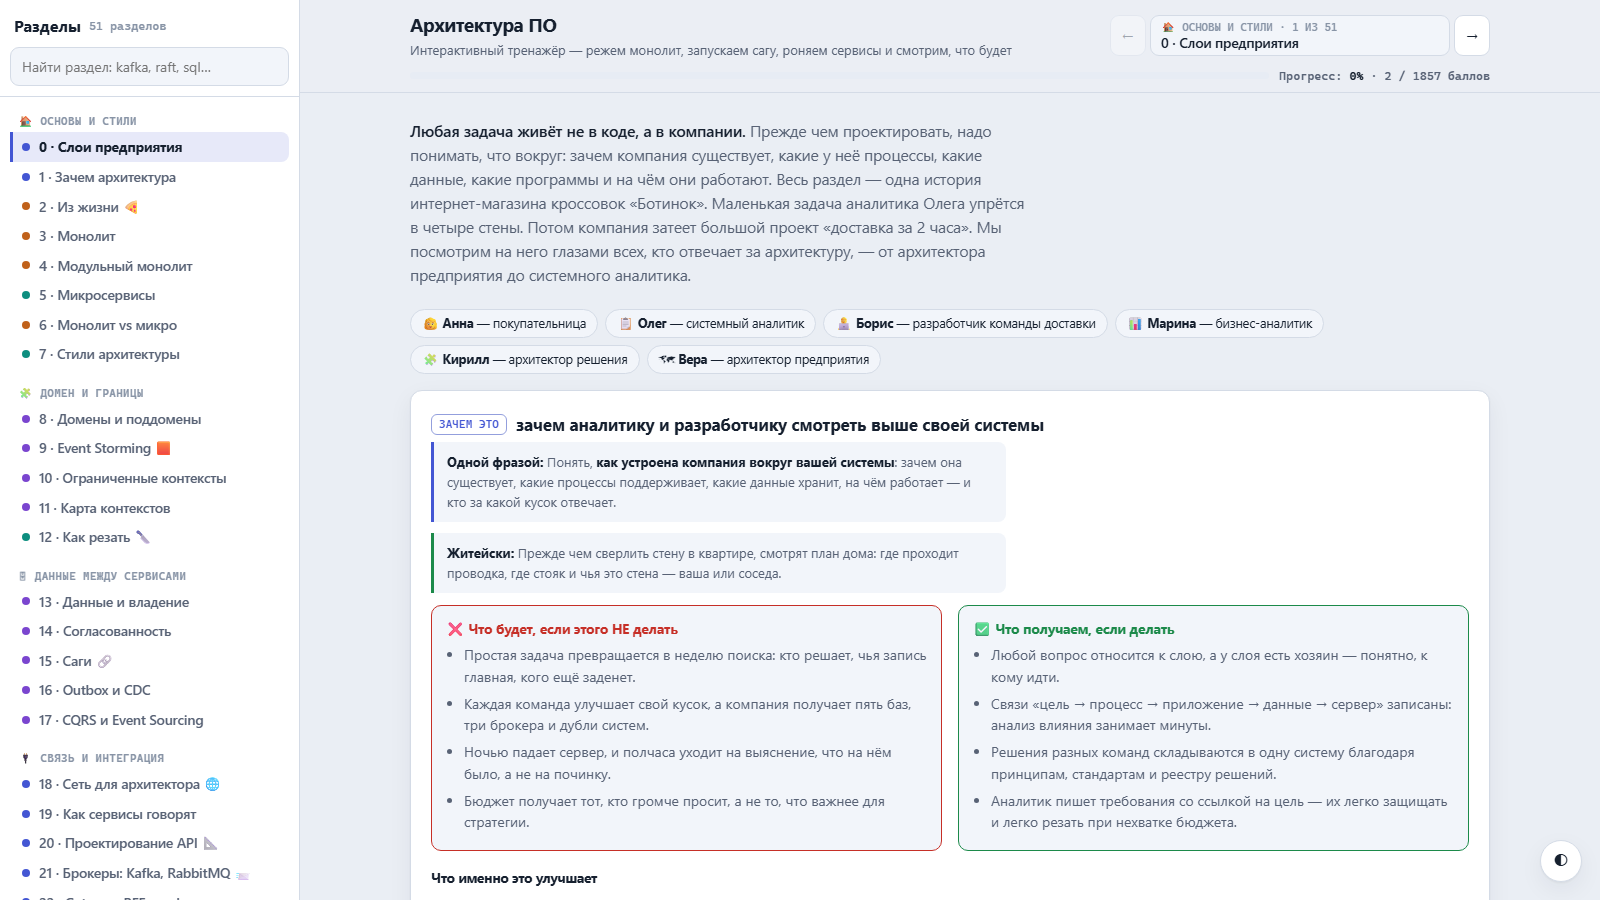 Разделы 51 разделов
Найти раздел: kafka, raft, sql...
ОСНОВЫ И СТИЛИ
0 · Слои предприятия
1 · Зачем архитектура
2 · Из жизни
3 · Монолит
4 · Модульный монолит
5 · Микросервисы
6 · Монолит vs микро
7 · Стили архитектуры
ДОМЕН И ГРАНИЦЫ
8 · Домены и поддомены
9 · Event Storming
10 · Ограниченные контексты
11 · Карта контекстов
12 · Как резать
ДАННЫЕ МЕЖДУ СЕРВИСАМИ
13 · Данные и владение
14 · Согласованность
15 · Саги
16 · Outbox и CDC
17 · CQRS и Event Sourcing
СВЯЗЬ И ИНТЕГРАЦИЯ
18 · Сеть для архитектора
19 · Как сервисы говорят
20 · Проектирование API
21 · Брокеры: Kafka, RabbitMQ
Архитектура ПО
Интерактивный тренажёр — режем монолит, запускаем сагу, роняем сервисы и смотрим, что будет
←
ОСНОВЫ И СТИЛИ · 1 ИЗ 51
0 · Слои предприятия
→
Прогресс: 0% · 2 / 1857 баллов
Любая задача живёт не в коде, а в компании. Прежде чем проектировать, надо
понимать, что вокруг: зачем компания существует, какие у неё процессы, какие
данные, какие программы и на чём они работают. Весь раздел — одна история
интернет-магазина кроссовок «Ботинок». Маленькая задача аналитика Олега упрётся
в четыре стены. Потом компания затеет большой проект «доставка за 2 часа». Мы
посмотрим на него глазами всех, кто отвечает за архитектуру, — от архитектора
предприятия до системного аналитика.
Анна — покупательница
Олег — системный аналитик
Борис — разработчик команды доставки
Марина — бизнес-аналитик
Кирилл — архитектор решения
Вера — архитектор предприятия
ЗАЧЕМ ЭТО зачем аналитику и разработчику смотреть выше своей системы
Одной фразой: Понять, как устроена компания вокруг вашей системы: зачем она
существует, какие процессы поддерживает, какие данные хранит, на чём работает — и
кто за какой кусок отвечает.
Житейски: Прежде чем сверлить стену в квартире, смотрят план дома: где проходит
проводка, где стояк и чья это стена — ваша или соседа.
Что будет, если этого НЕ делать
Простая задача превращается в неделю поиска: кто решает, чья запись
главная, кого ещё заденет.
Каждая команда улучшает свой кусок, а компания получает пять баз,
три брокера и дубли систем.
Ночью падает сервер, и полчаса уходит на выяснение, что на нём
было, а не на починку.
Бюджет получает тот, кто громче просит, а не то, что важнее для
стратегии.
Что получаем, если делать
Любой вопрос относится к слою, а у слоя есть хозяин — понятно, к
кому идти.
Связи «цель → процесс → приложение → данные → сервер» записаны:
анализ влияния занимает минуты.
Решения разных команд складываются в одну систему благодаря
принципам, стандартам и реестру решений.
Аналитик пишет требования со ссылкой на цель — их легко защищать
и легко резать при нехватке бюджета.
Что именно это улучшает